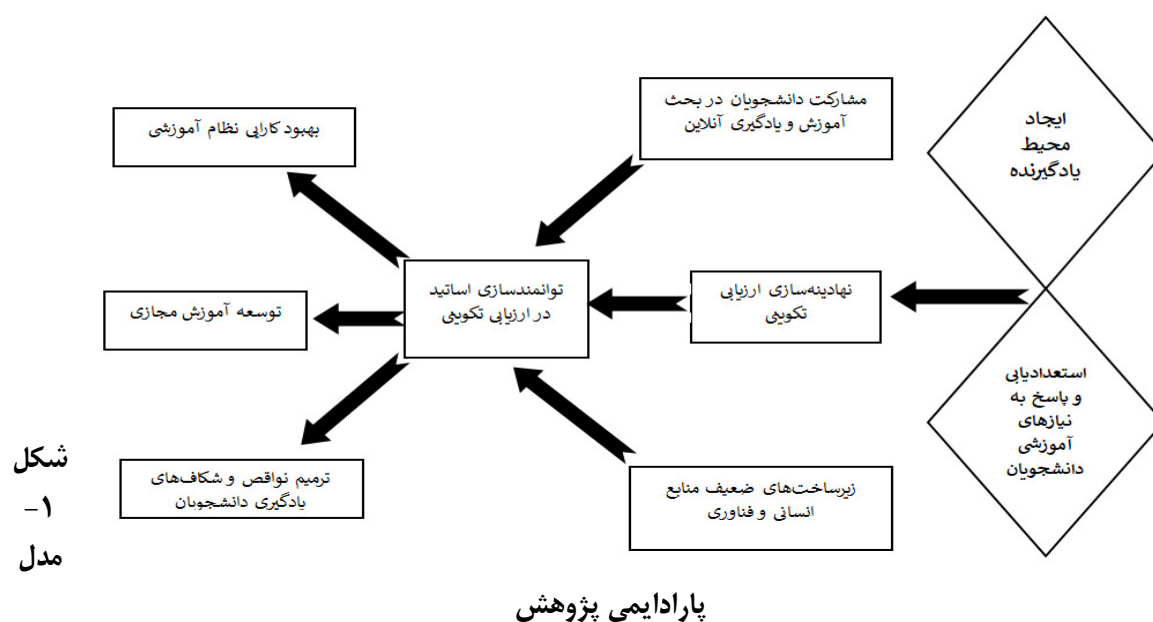 ایجاد
محیط
یادگیرنده
استعدادیابی
و پاسخ به
نیازهای
آموزشی
دانشجویان
مشارکت دانشجویان در بحث
آموزش و یادگیری آنلاین
نهادینه‌سازی ارزیابی
تکوینی
زیرساخت‌های ضعیف منابع
انسانی و فناوری
توانمندسازی اساتید
در ارزیابی تکوینی
بهبود کارایی نظام آموزشی
توسعه آموزش مجازی
ترمیم نواقص و شکاف‌های
یادگیری دانشجویان
شکل
۱-
مدل
پارادایمی پژوهش